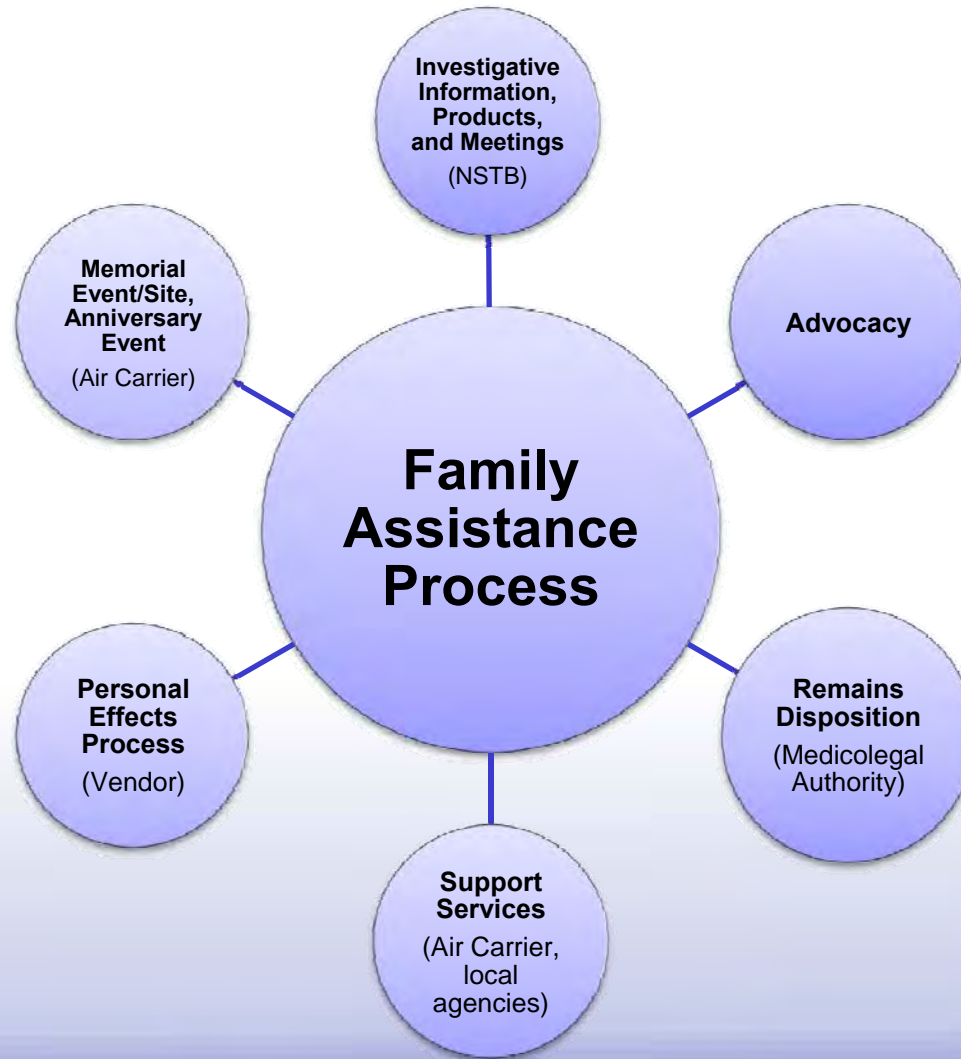 Investigative
Information,
Products,
and Meetings
(NSTB)
Advocacy
Remains
Disposition
(Medicolegal
Authority)
Support
Services
(Air Carrier,
local
agencies)
Personal
Effects
Process
(Vendor)
Memorial
Event/Site,
Anniversary
Event
(Air Carrier)
Family
Assistance
Process